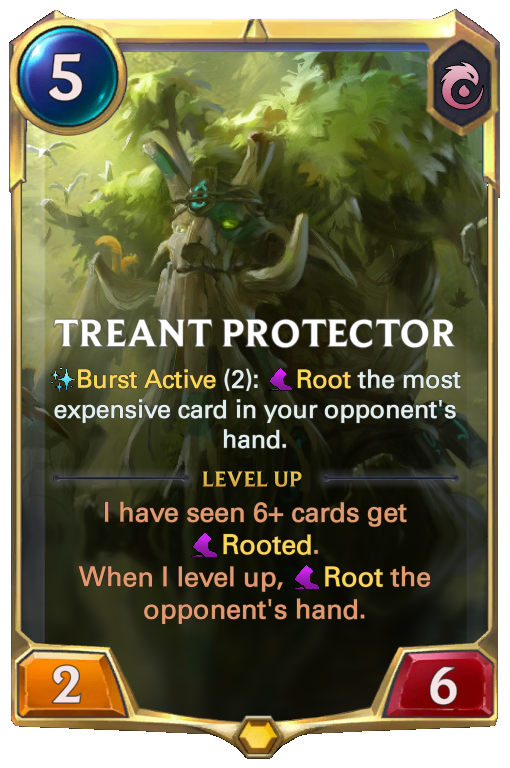 5
TREANT PROTECTOR
Burst Active (2): Root the most
expensive card in your opponent's
hand.
LEVEL UP
I have seen 6+ cards get
Rooted.
When I level up, Root the
opponent's hand.
2
6